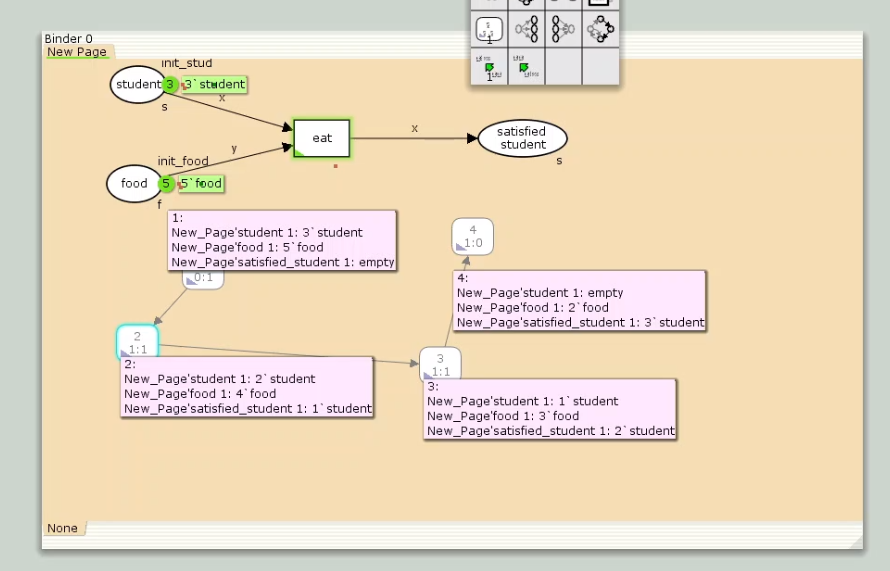 1
1
Binder 0
New Page
init_stud
student 3 3`student
x
s
eat
x
satisfied
student
s
y
init_food
food 5 5`food
f
1:
New_Page'student 1: 3`student
New_Page'food 1: 5`food
New_Page'satisfied_student 1: empty
0:1
4
1:0
4:
New_Page'student 1: empty
New_Page'food 1: 2`food
New_Page'satisfied_student 1: 3`student
2
1:1
2:
New_Page'student 1: 2`student
New_Page'food 1: 4`food
New_Page'satisfied_student 1: 1`student
3
1:1
3:
New_Page'student 1: 1`student
New_Page'food 1: 3`food
New_Page'satisfied_student 1: 2`student
None